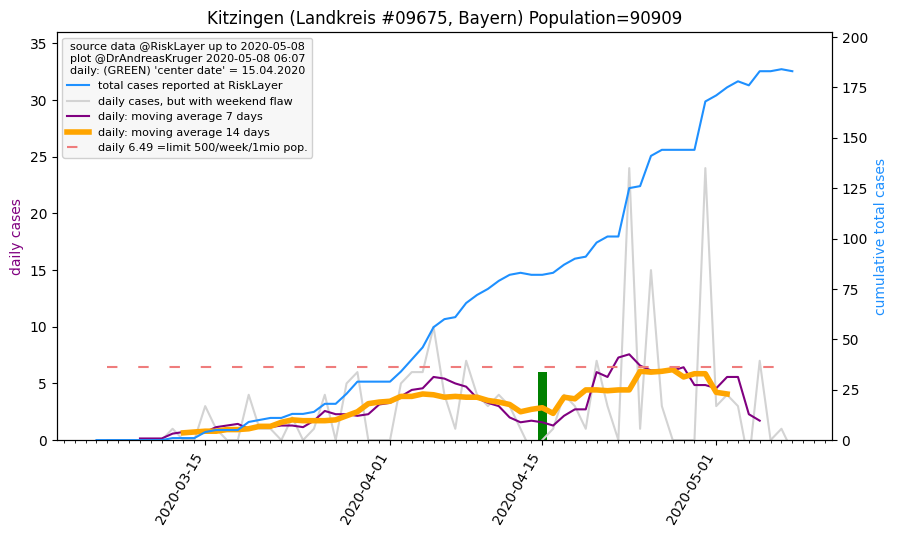 Kitzingen (Landkreis #09675, Bayern) Population=90909
source data @RiskLayer up to 2020-05-08
plot @DrAndreasKruger 2020-05-08 06:07
daily: (GREEN) 'center date' = 15.04.2020
total cases reported at RiskLayer
daily cases, but with weekend flaw
daily: moving average 7 days
daily: moving average 14 days
daily 6.49 =limit 500/week/1mio pop.
daily cases
35
30
25
20
15
10
5
0
cumulative total cases
200
175
150
125
100
75
50
25
0
2020-03-15
2020-04-01
2020-04-15
2020-05-01